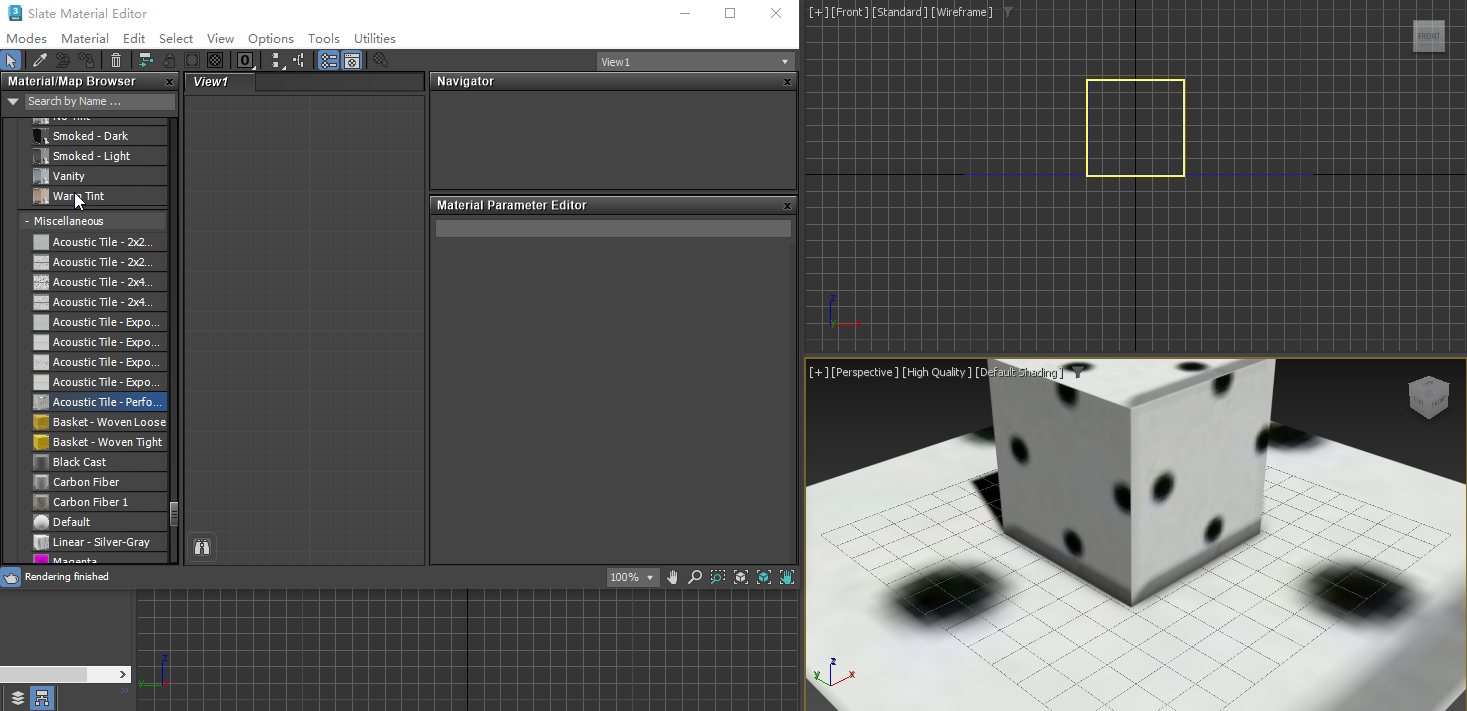 3 Slate Material Editor
Modes Material Edit Select View Options Tools Utilities
0
View1
Material/Map Browser
Search by Name ...
View1
Navigator
Smoked - Dark
Smoked - Light
Vanity
Warm Tint
- Miscellaneous
Acoustic Tile - 2x2...
Acoustic Tile - 2x2...
Acoustic Tile - 2x4...
Acoustic Tile - 2x4...
Acoustic Tile - Expo...
Acoustic Tile - Expo...
Acoustic Tile - Expo...
Acoustic Tile - Expo...
Acoustic Tile - Perfo...
Basket - Woven Loose
Basket - Woven Tight
Black Cast
Carbon Fiber
Carbon Fiber 1
Default
Linear - Silver-Gray
Magenta
Material Parameter Editor
Rendering finished
100%
z
y
[+] [Front ] [Standard ] [Wireframe ]
FRONT
z
y x
[+] [Perspective ] [High Quality ] [Default Shading ]
FRONT
z
y x